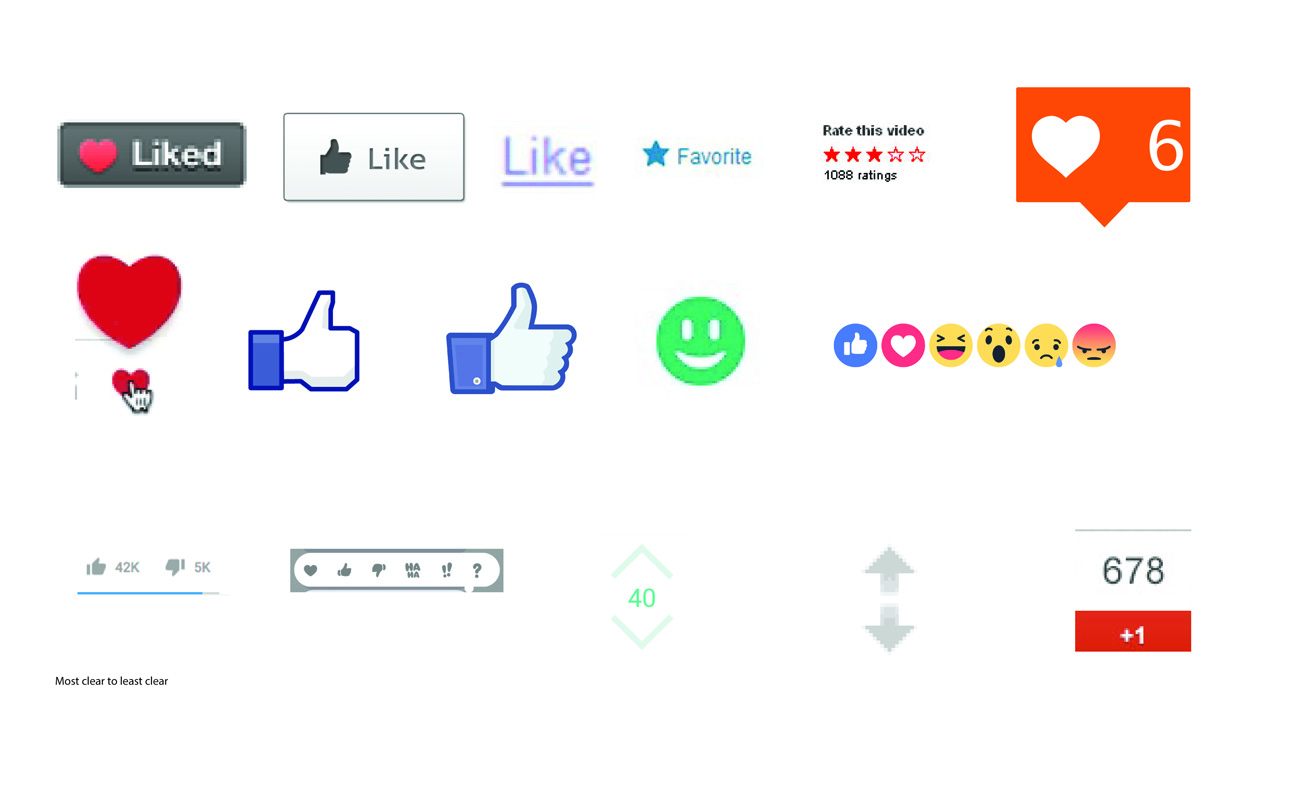 Liked
Like
Like
Favorite
Rate this video
1088 ratings
6
42K
5K
HA
HA
!!
?
40
678
+1
Most clear to least clear